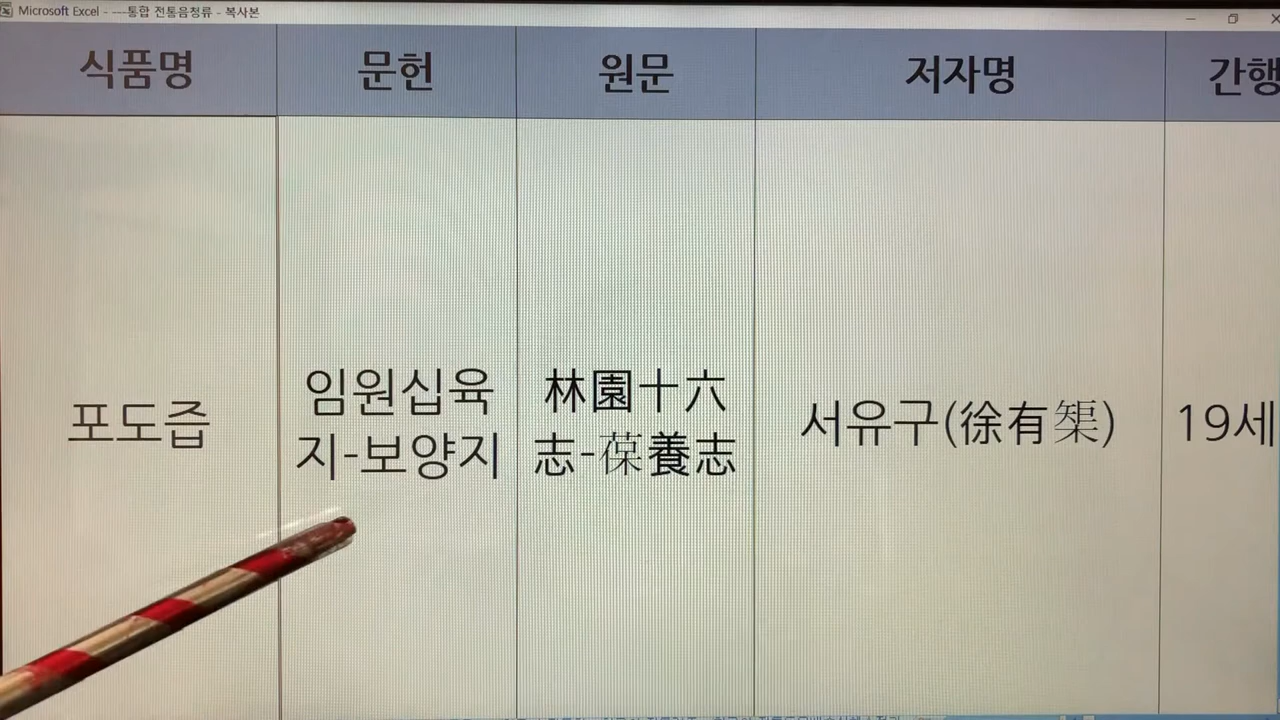 Microsoft Excel - ---통합 전통음청류 - 복사본
식품명 문헌 원문 저자명 간행
포도즙
임원십육
지-보양지
林園十六
志-葆養志
서유구(徐有榘)
19세